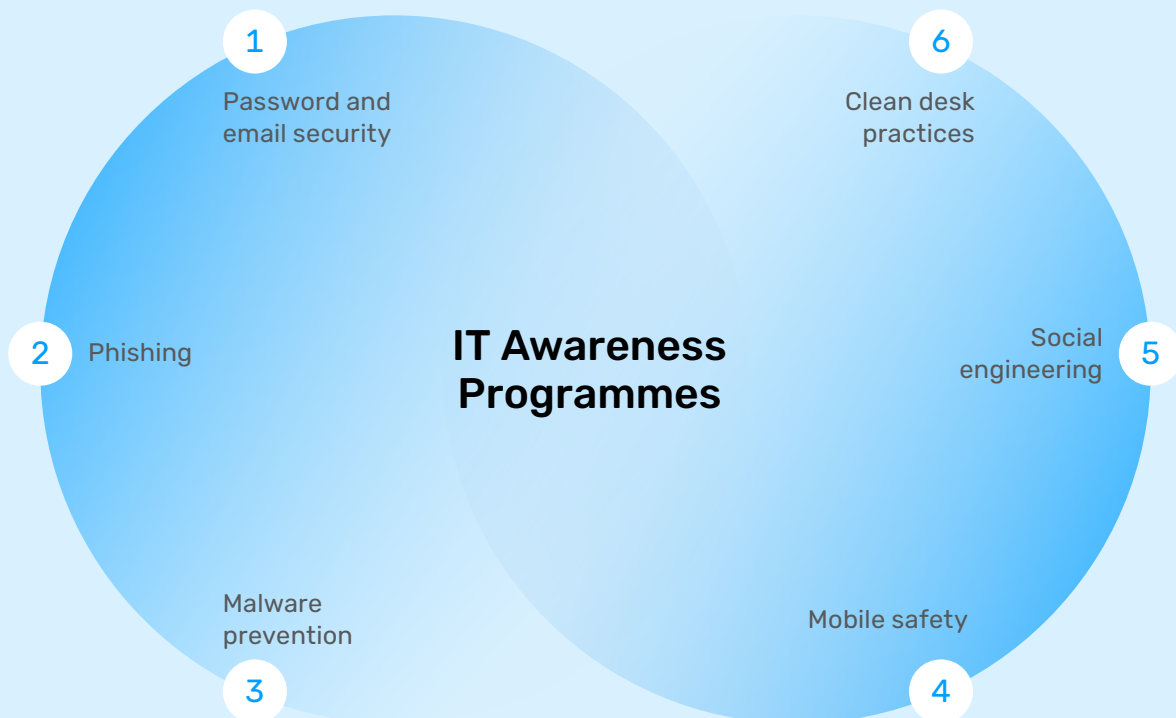 1
Password and
email security
2
Phishing
3
Malware
prevention
IT Awareness
Programmes
4
Mobile safety
5
Social
engineering
6
Clean desk
practices